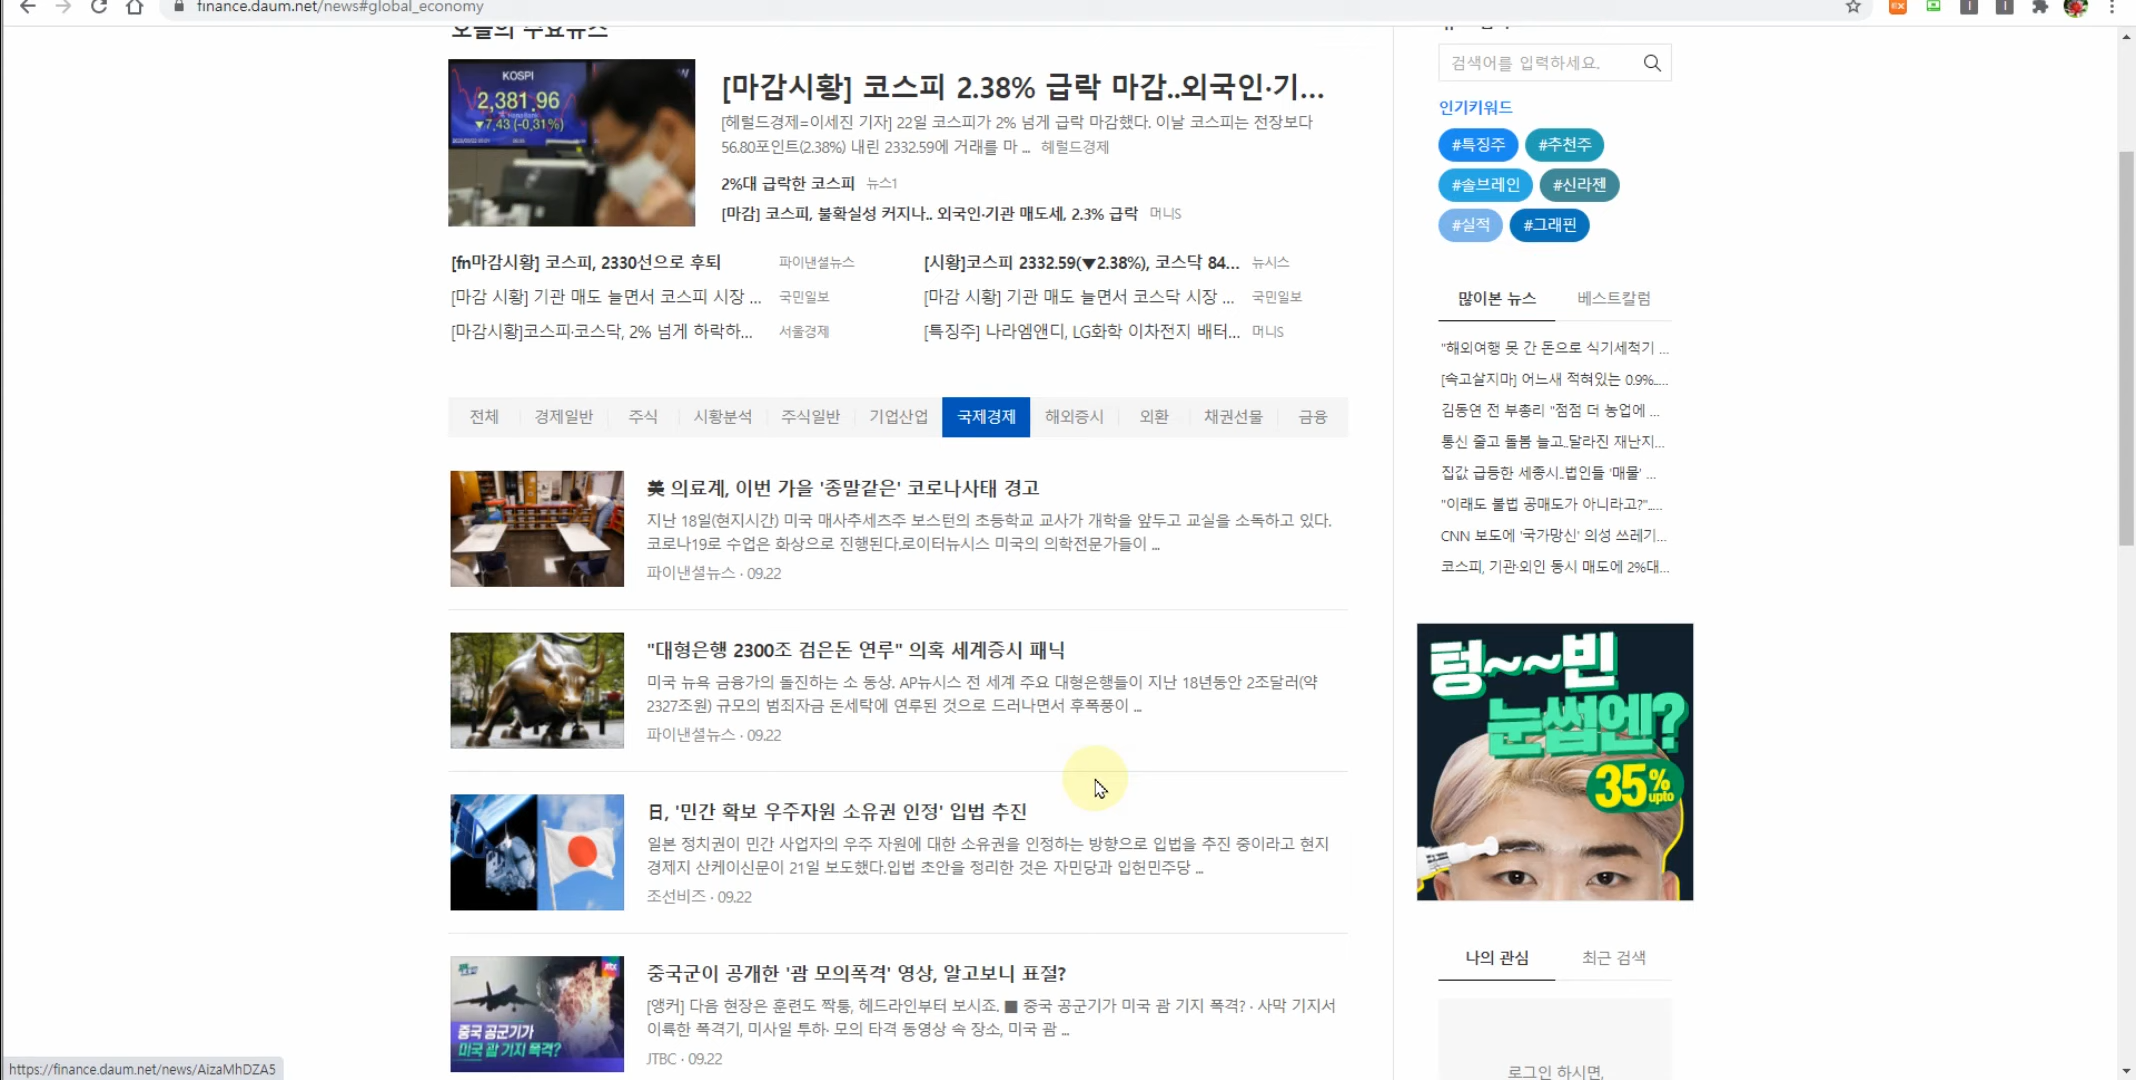 finance.daum.net/news#global_economy
오늘의 주요뉴스
KOSPI
2,381.96
▼7.43 (-0.31%)
[마감시황] 코스피 2.38% 급락 마감..외국인·기...
[헤럴드경제=이세진 기자] 22일 코스피가 2% 넘게 급락 마감했다. 이날 코스피는 전장보다
56.80포인트(2.38%) 내린 2332.59에 거래를 마 ... 헤럴드경제
2%대 급락한 코스피 뉴스1
[마감] 코스피, 불확실성 커지나.. 외국인·기관 매도세, 2.3% 급락 머니S
[fn마감시황] 코스피, 2330선으로 후퇴 파이낸셜뉴스
[시황]코스피 2332.59(▼2.38%), 코스닥 84... 뉴시스
[마감 시황] 기관 매도 늘면서 코스피 시장 ... 국민일보
[마감 시황] 기관 매도 늘면서 코스닥 시장 ... 국민일보
[마감시황]코스피·코스닥, 2% 넘게 하락하... 서울경제
[특징주] 나라엠앤디, LG화학 이차전지 배터... 머니S
전체 경제일반 주식 시황분석 주식일반 기업산업 국제경제 해외증시 외환 채권선물 금융
美 의료계, 이번 가을 '종말같은' 코로나사태 경고
지난 18일(현지시간) 미국 매사추세츠주 보스턴의 초등학교 교사가 개학을 앞두고 교실을 소독하고 있다.
코로나19로 수업은 화상으로 진행된다.로이터뉴시스 미국의 의학전문가들이 ...
파이낸셜뉴스 · 09.22
"대형은행 2300조 검은돈 연루" 의혹 세계증시 패닉
미국 뉴욕 금융가의 돌진하는 소 동상. AP뉴시스 전 세계 주요 대형은행들이 지난 18년동안 2조달러(약
2327조원) 규모의 범죄자금 돈세탁에 연루된 것으로 드러나면서 후폭풍이 ...
파이낸셜뉴스 · 09.22
日, '민간 확보 우주자원 소유권 인정' 입법 추진
일본 정치권이 민간 사업자의 우주 자원에 대한 소유권을 인정하는 방향으로 입법을 추진 중이라고 현지
경제지 산케이신문이 21일 보도했다.입법 초안을 정리한 것은 자민당과 입헌민주당 ...
조선비즈 · 09.22
중국 공군기가
미국 괌 기지 폭격?
중국군이 공개한 '괌 모의폭격' 영상, 알고보니 표절?
[앵커] 다음 현장은 훈련도 짝퉁, 헤드라인부터 보시죠. ■ 중국 공군기가 미국 괌 기지 폭격? · 사막 기지서
이륙한 폭격기, 미사일 투하· 모의 타격 동영상 속 장소, 미국 괌 ...
JTBC · 09.22
검색어를 입력하세요.
인기키워드
#특징주 #추천주
#솔브레인 #신라젠
#실적 #그래핀
많이본 뉴스 베스트칼럼
"해외여행 못 간 돈으로 식기세척기 ...
[속고살지마] 어느새 적혀있는 0.9%...
김동연 전 부총리 "점점 더 농업에 ...
통신 줄고 돌봄 늘고..달라진 재난지...
집값 급등한 세종시..법인들 '매물' ...
"이래도 불법 공매도가 아니라고?"...
CNN 보도에 '국가망신' 의성 쓰레기...
코스피, 기관·외인 동시 매도에 2%대...
텅~~빈
눈썹엔?
35%
upto
나의 관심 최근 검색
로그인 하시면,
https://finance.daum.net/news/AizaMhDZA5